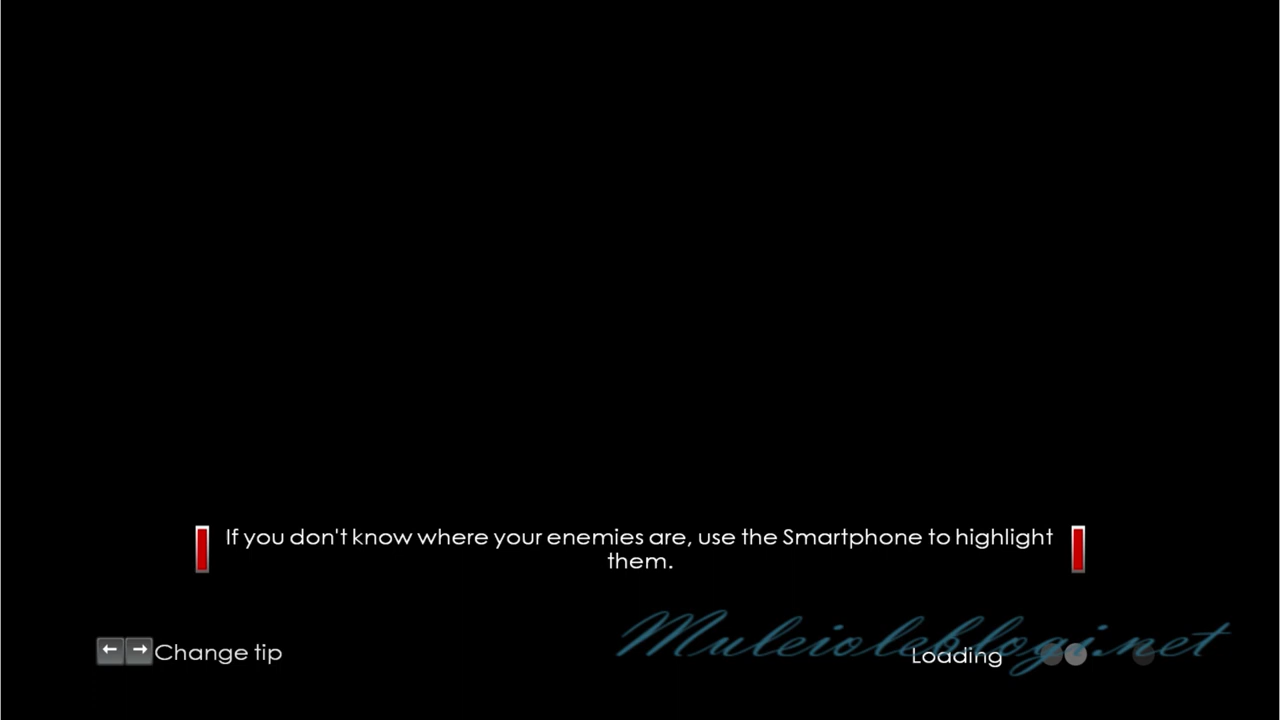 If you don't know where your enemies are, use the Smartphone to highlight
them.
Change tip
Loading
Muleioleblogi.net